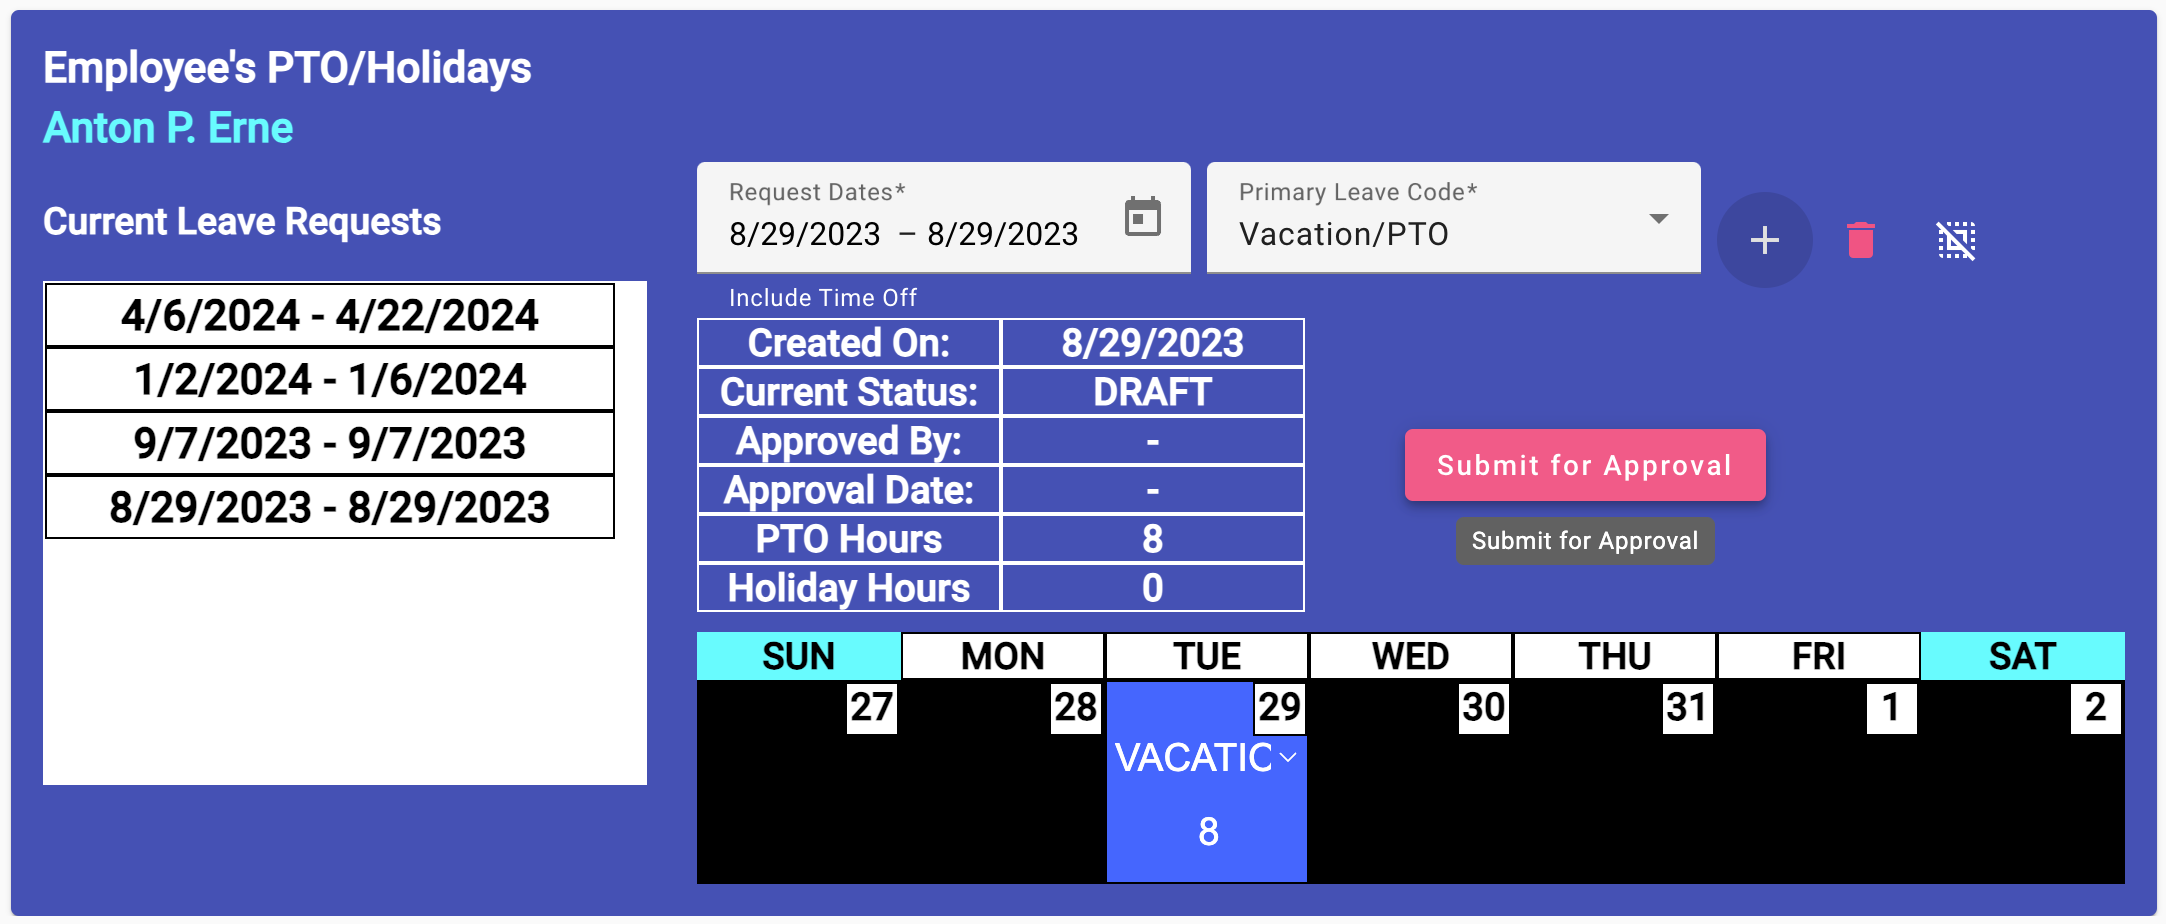 Employee's PTO/Holidays
Anton P. Erne
Current Leave Requests
4/6/2024 - 4/22/2024
1/2/2024 - 1/6/2024
9/7/2023 - 9/7/2023
8/29/2023 - 8/29/2023
Request Dates*
8/29/2023 – 8/29/2023
Primary Leave Code*
Vacation/PTO
Include Time Off
Created On: 8/29/2023
Current Status: DRAFT
Approved By: -
Approval Date: -
PTO Hours 8
Holiday Hours 0
Submit for Approval
Submit for Approval
SUN MON TUE WED THU FRI SAT
27 28 29 30 31 1 2
VACATIC
8